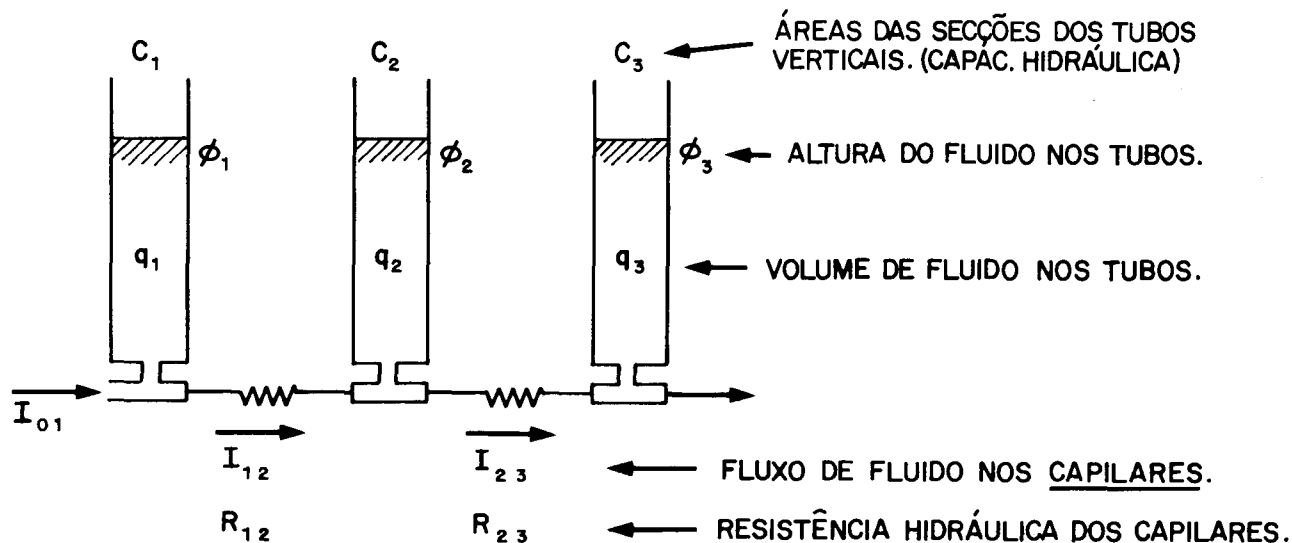 C₁ C₂ C₃ ÁREAS DAS SECÇÕES DOS TUBOS
VERTICAIS. (CAPÁC. HIDRÁULICA)
ϕ₁ ϕ₂ ϕ₃ ALTURA DO FLUIDO NOS TUBOS.
q₁ q₂ q₃ VOLUME DE FLUIDO NOS TUBOS.
I₀₁
I₁₂ I₂₃ FLUXO DE FLUIDO NOS CAPILARES.
R₁₂ R₂₃ RESISTÊNCIA HIDRÁULICA DOS CAPILARES.